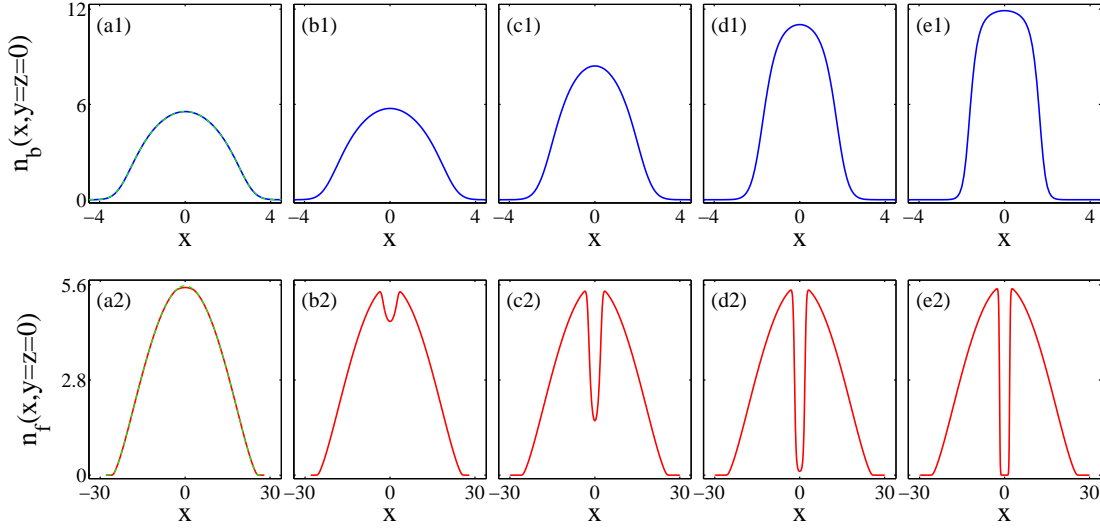 (a1) (b1) (c1) (d1) (e1)
12
6
0
n_b(x,y=z=0)
−4 0 4 −4 0 4 −4 0 4 −4 0 4 −4 0 4
x x x x x
(a2) (b2) (c2) (d2) (e2)
5.6
2.8
0
n_f(x,y=z=0)
−30 0 30 −30 0 30 −30 0 30 −30 0 30 −30 0 30
x x x x x